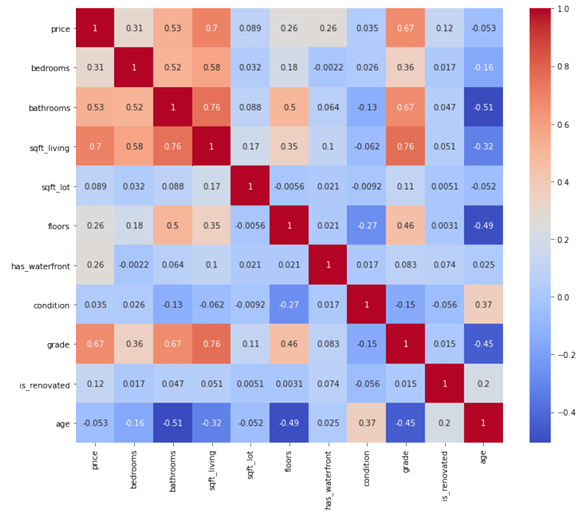 price 1 0.31 0.53 0.7 0.089 0.26 0.26 0.035 0.67 0.12 -0.053
bedrooms 0.31 1 0.52 0.58 0.032 0.18 -0.0022 0.026 0.36 0.017 -0.16
bathrooms 0.53 0.52 1 0.76 0.088 0.5 0.064 -0.13 0.67 0.047 -0.51
sqft_living 0.7 0.58 0.76 1 0.17 0.35 0.1 -0.062 0.76 0.051 -0.32
sqft_lot 0.089 0.032 0.088 0.17 1 -0.0056 0.021 -0.0092 0.11 0.0051 -0.052
floors 0.26 0.18 0.5 0.35 -0.0056 1 0.021 -0.27 0.46 0.0031 -0.49
has_waterfront 0.26 -0.0022 0.064 0.1 0.021 0.021 1 0.017 0.083 0.074 0.025
condition 0.035 0.026 -0.13 -0.062 -0.0092 -0.27 0.017 1 -0.15 -0.056 0.37
grade 0.67 0.36 0.67 0.76 0.11 0.46 0.083 -0.15 1 0.015 -0.45
is_renovated 0.12 0.017 0.047 0.051 0.0051 0.0031 0.074 -0.056 0.015 1 0.2
age -0.053 -0.16 -0.51 -0.32 -0.052 -0.49 0.025 0.37 -0.45 0.2 1
price bedrooms bathrooms sqft_living sqft_lot floors has_waterfront condition grade is_renovated age
1.0
0.8
0.6
0.4
0.2
0.0
-0.2
-0.4